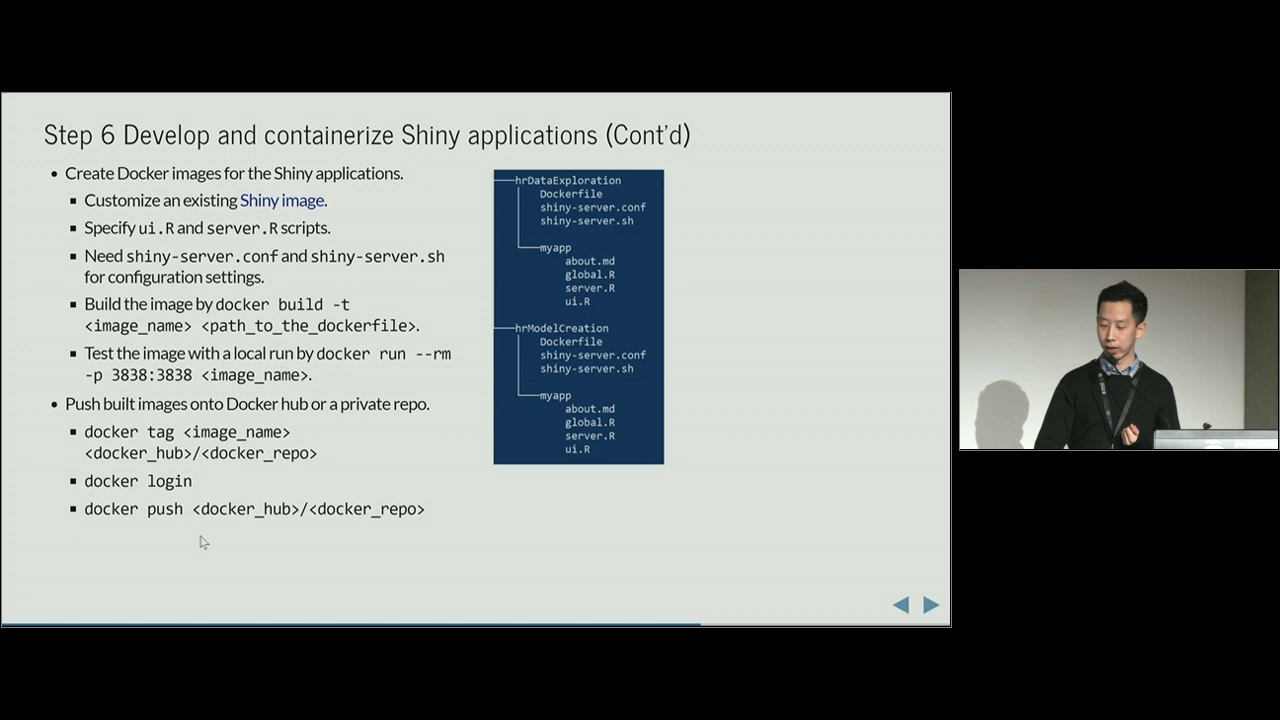 Step 6 Develop and containerize Shiny applications (Cont'd)
Create Docker images for the Shiny applications.
Customize an existing Shiny image.
Specify ui.R and server.R scripts.
Need shiny-server.conf and shiny-server.sh
for configuration settings.
Build the image by docker build -t
<image_name> <path_to_the_dockerfile>.
Test the image with a local run by docker run --rm
-p 3838:3838 <image_name>.
Push built images onto Docker hub or a private repo.
docker tag <image_name>
<docker_hub>/<docker_repo>
docker login
docker push <docker_hub>/<docker_repo>
hrDataExploration
Dockerfile
shiny-server.conf
shiny-server.sh
myapp
about.md
global.R
server.R
ui.R
hrModelCreation
Dockerfile
shiny-server.conf
shiny-server.sh
myapp
about.md
global.R
server.R
ui.R